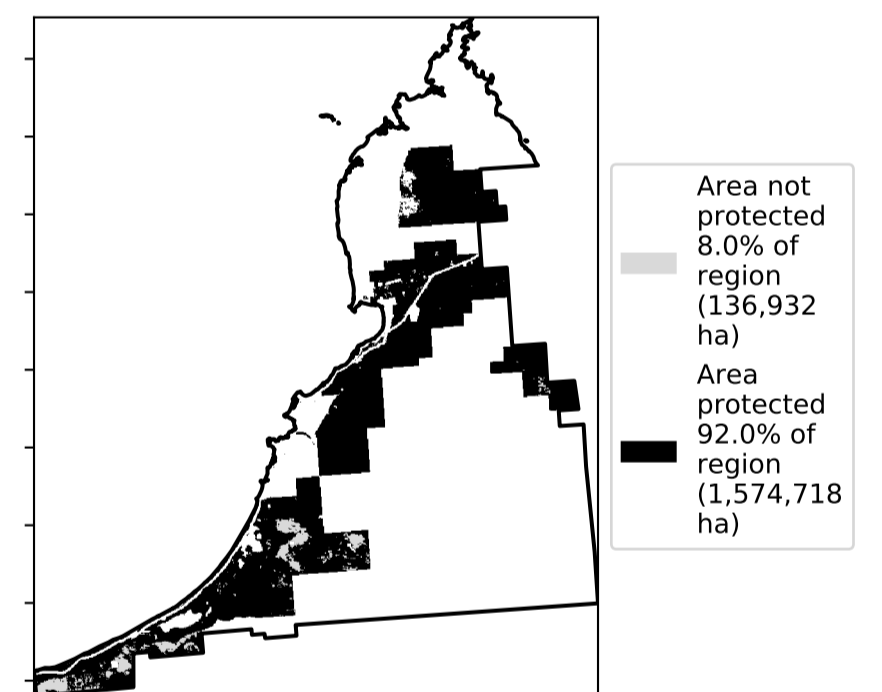 Area not
protected
8.0% of
region
(136,932
ha)
Area
protected
92.0% of
region
(1,574,718
ha)